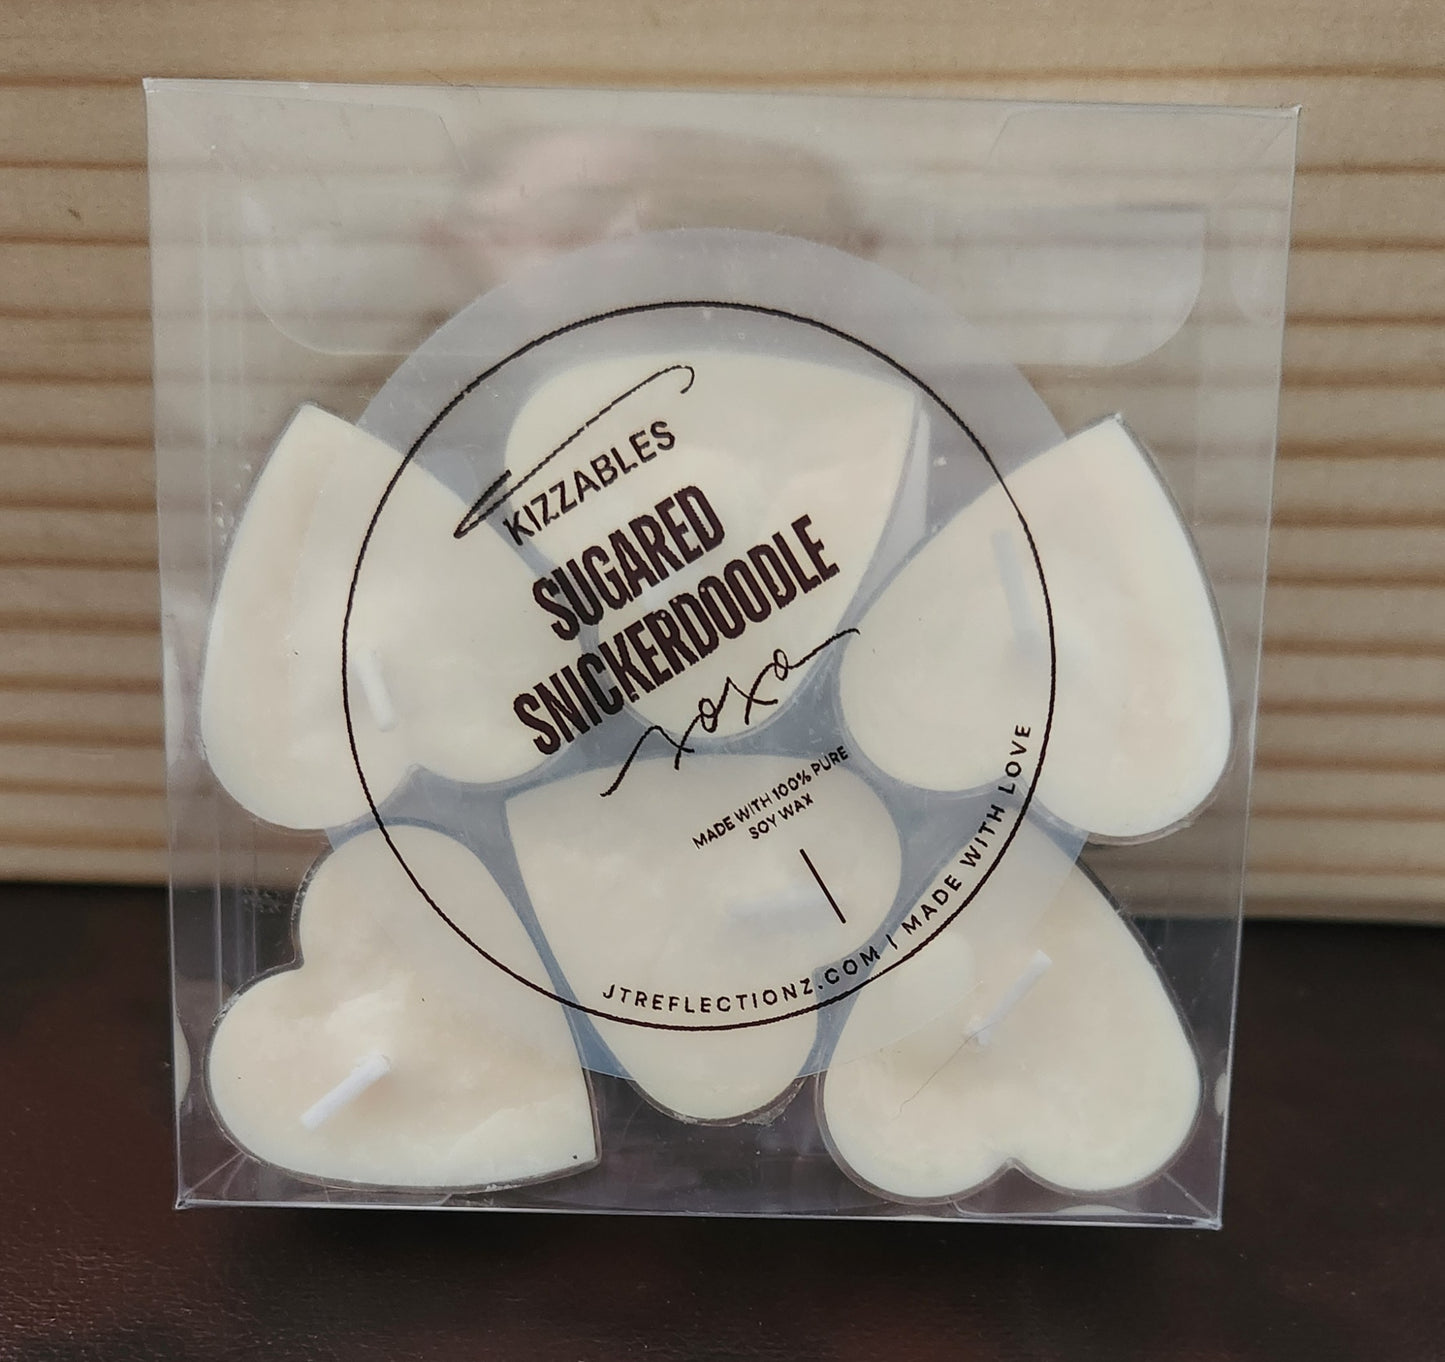 KIZZABLES
SUGARED
SNICKERDOODLE
xoxo
MADE WITH 100% PURE
SOY WAX
JTREFLECTIONZ.COM | MADE WITH LOVE